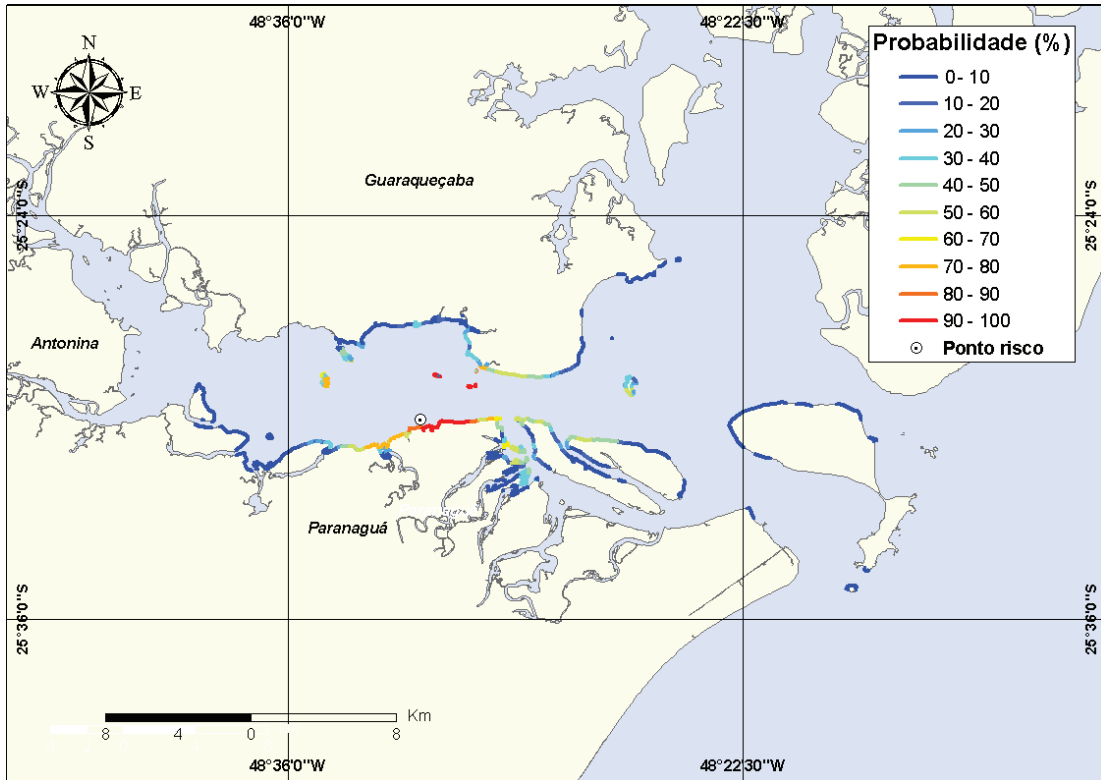 48°36'0"W
48°22'30"W
N
W
E
S
Probabilidade (%)
0 - 10
10 - 20
20 - 30
30 - 40
40 - 50
50 - 60
60 - 70
70 - 80
80 - 90
90 - 100
Ponto risco
Guaraqueçaba
25°24'0"S
25°24'0"S
Antonina
Paranaguá
25°36'0"S
25°36'0"S
Km
8
4
0
8
48°36'0"W
48°22'30"W